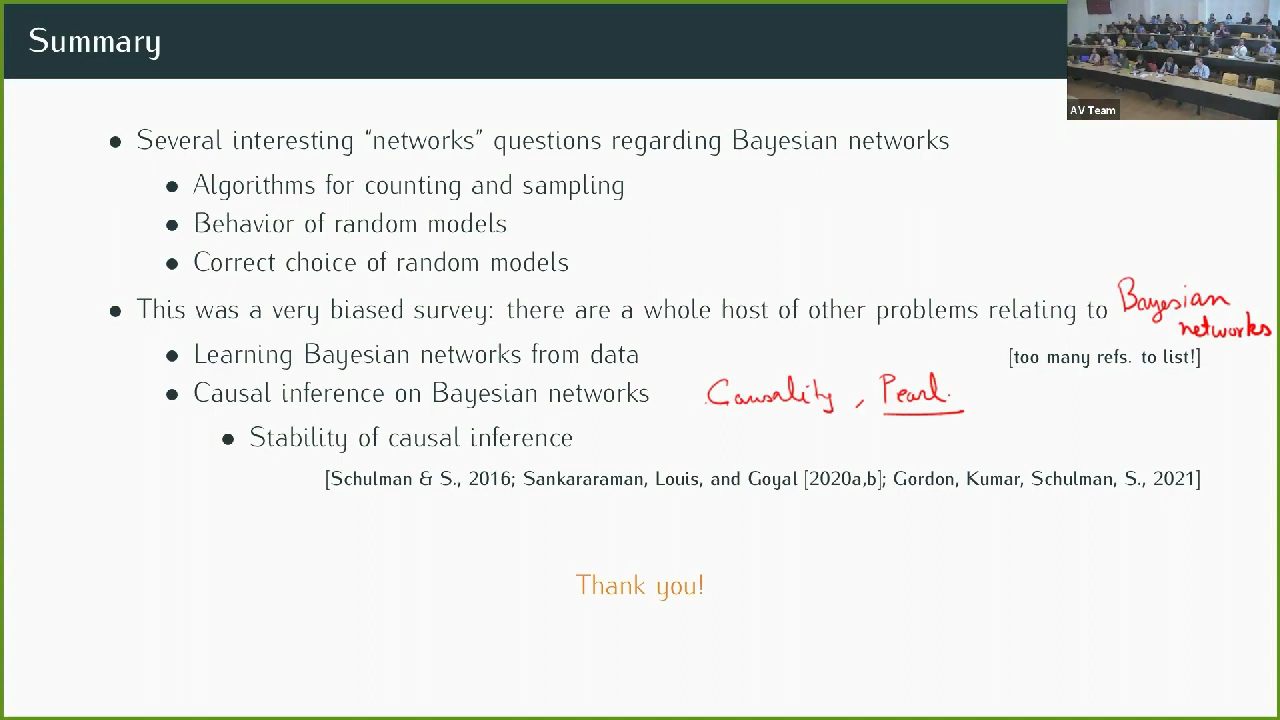 Summary
AV Team
Several interesting “networks” questions regarding Bayesian networks
Algorithms for counting and sampling
Behavior of random models
Correct choice of random models
This was a very biased survey: there are a whole host of other problems relating to Bayesian
networks
Learning Bayesian networks from data [too many refs. to list!]
Causal inference on Bayesian networks Causality, Pearl.
Stability of causal inference
[Schulman & S., 2016; Sankararaman, Louis, and Goyal [2020a,b]; Gordon, Kumar, Schulman, S., 2021]
Thank you!